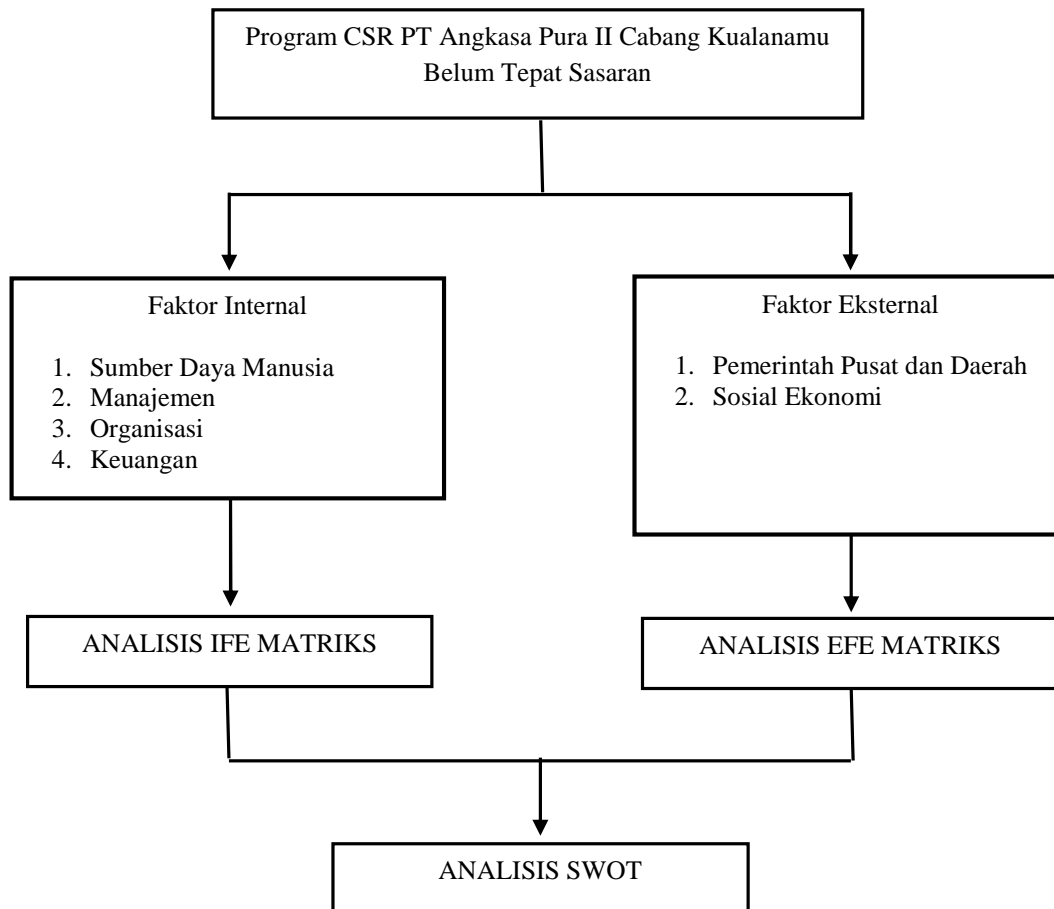 Program CSR PT Angkasa Pura II Cabang Kualanamu
Belum Tepat Sasaran
Faktor Internal
1. Sumber Daya Manusia
2. Manajemen
3. Organisasi
4. Keuangan
Faktor Eksternal
1. Pemerintah Pusat dan Daerah
2. Sosial Ekonomi
ANALISIS IFE MATRIKS
ANALISIS EFE MATRIKS
ANALISIS SWOT